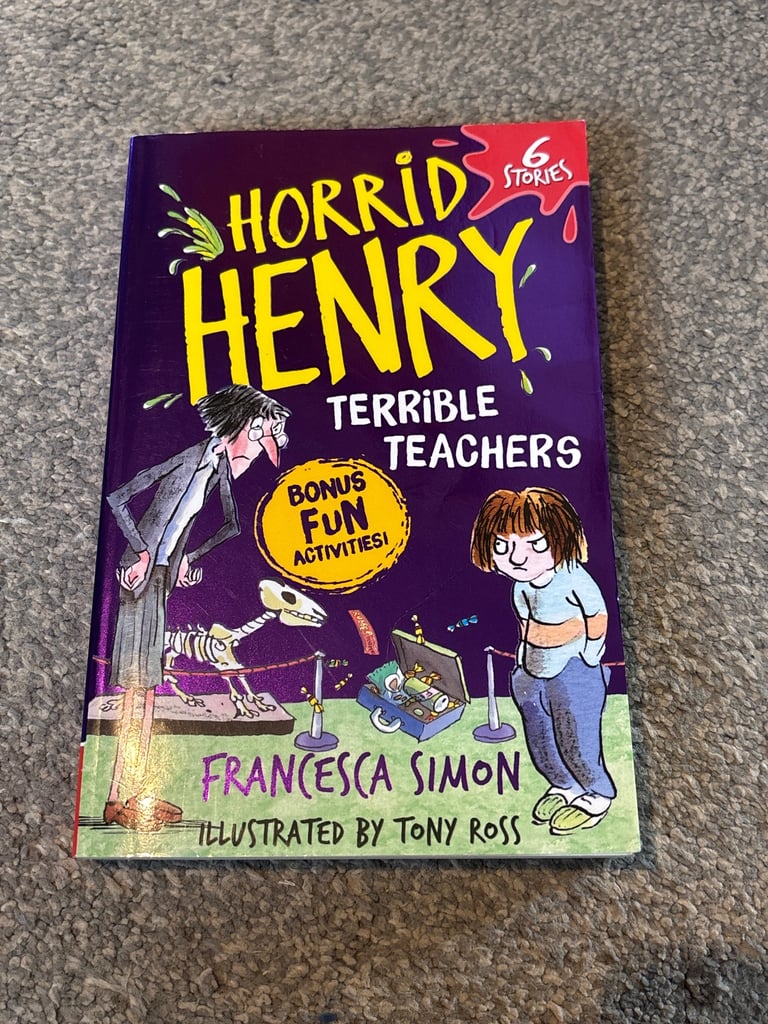 6
STORIES
HORRiD
HENRY
TERRiBLE
TEACHERS
BONUS
FUN
ACTIVITIES!
FRANCESCA SIMON
ILLUSTRATED BY TONY ROSS